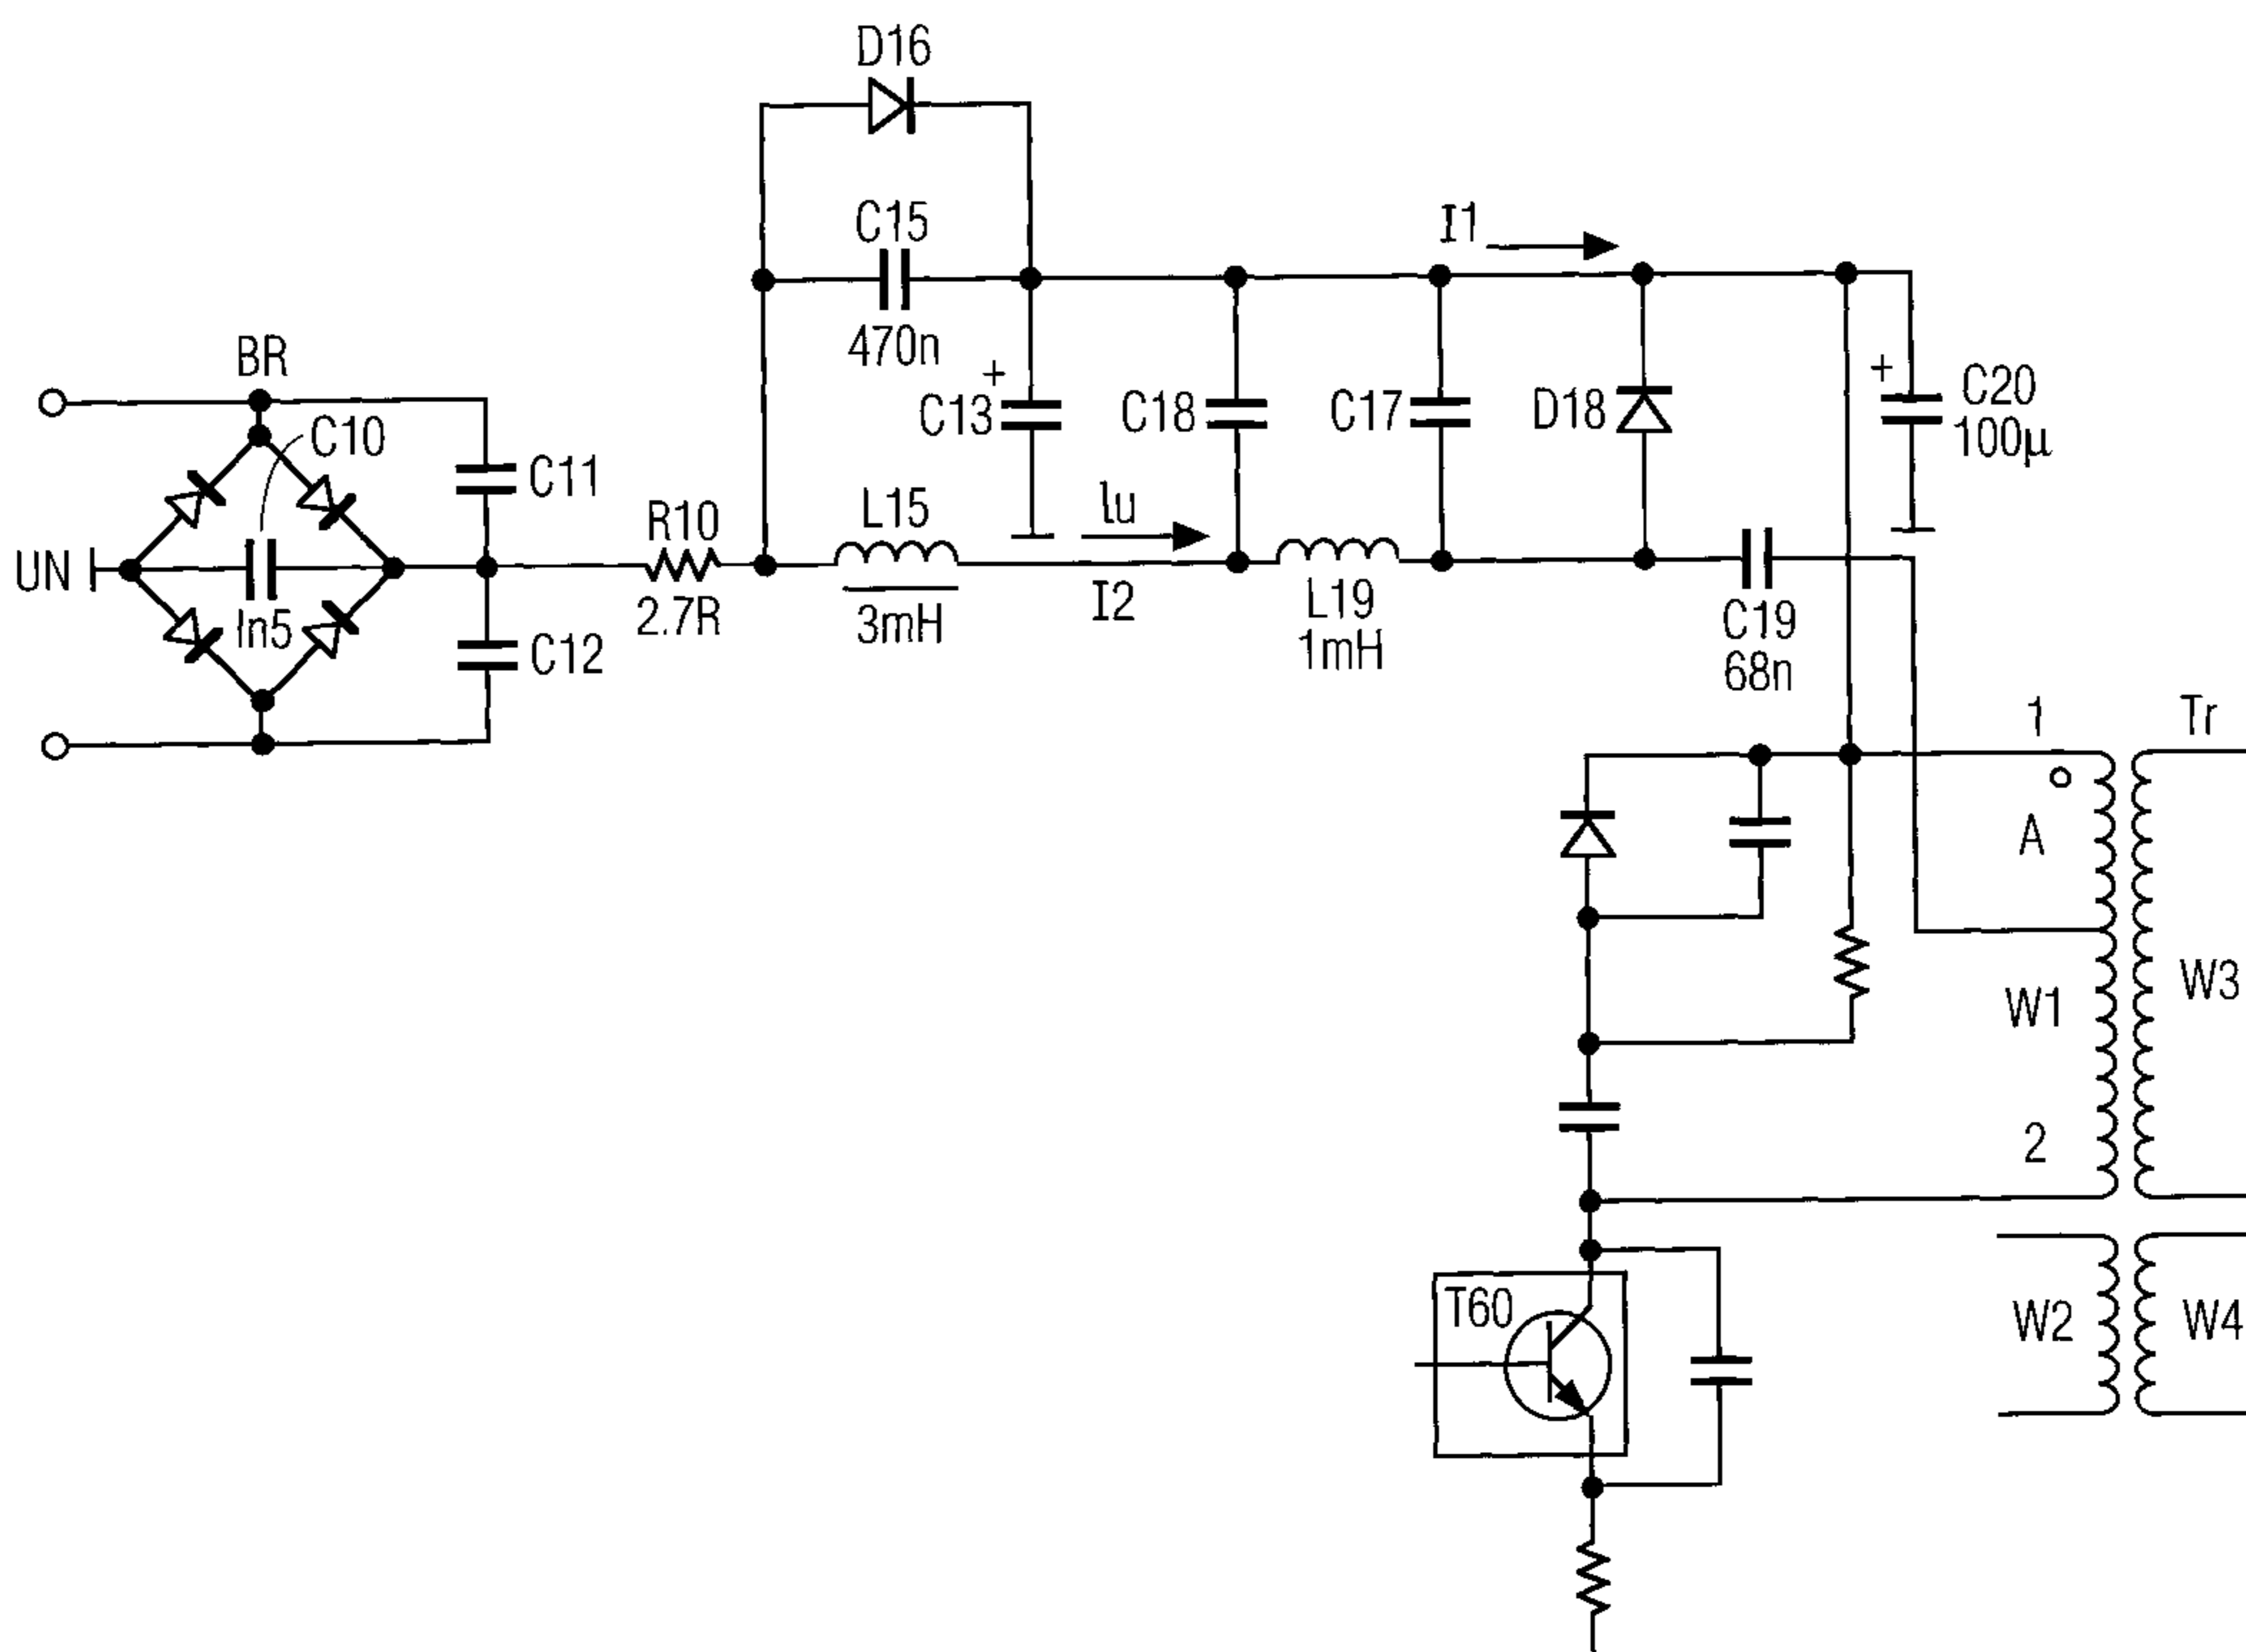 D16
C15
470n
I1
BR
C10
C11
UN
In5
C12
R10
2.7R
L15
3mH
+
C13
lu
I2
C18
L19
1mH
C17
D18
+
C20
100μ
C19
68n
1
Tr
A
W1
W3
2
T60
W2
W4